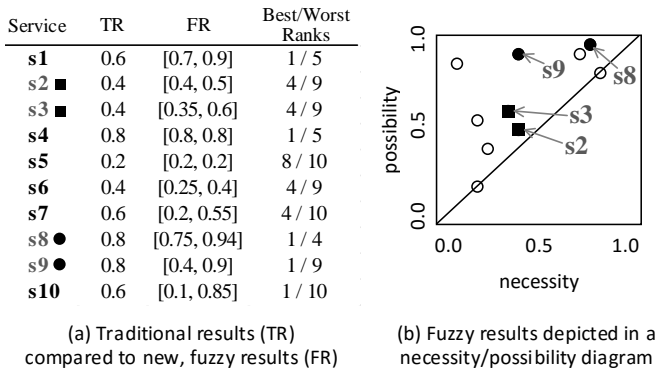 Service TR FR Best/Worst
Ranks
s1 0.6 [0.7, 0.9] 1 / 5
s2 ■ 0.4 [0.4, 0.5] 4 / 9
s3 ■ 0.4 [0.35, 0.6] 4 / 9
s4 0.8 [0.8, 0.8] 1 / 5
s5 0.2 [0.2, 0.2] 8 / 10
s6 0.4 [0.25, 0.4] 4 / 9
s7 0.6 [0.2, 0.55] 4 / 10
s8 ● 0.8 [0.75, 0.94] 1 / 4
s9 ● 0.8 [0.4, 0.9] 1 / 9
s10 0.6 [0.1, 0.85] 1 / 10
(a) Traditional results (TR)
compared to new, fuzzy results (FR)
possibility
1.0
0.5
0.0
s9
s8
s3
s2
0.0 0.5 1.0
necessity
(b) Fuzzy results depicted in a
necessity/possibility diagram